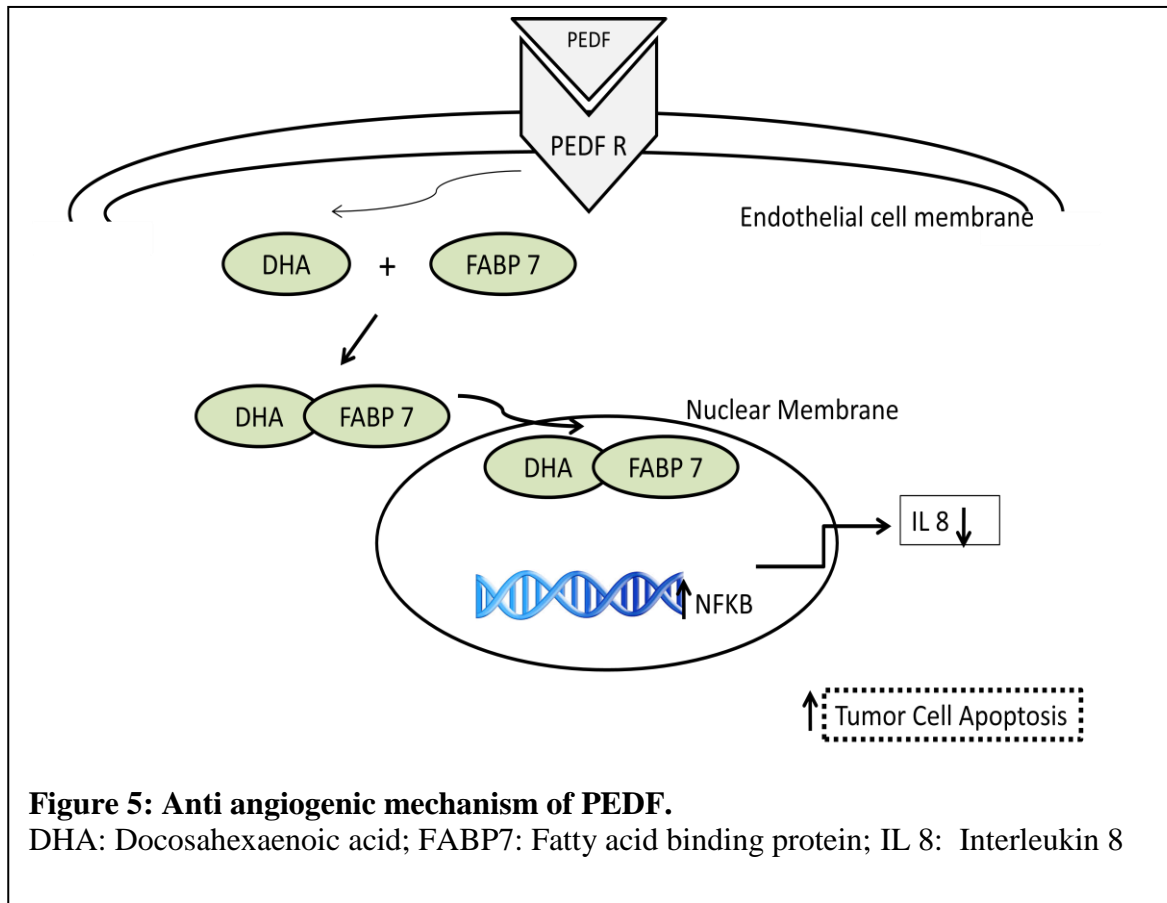 PEDF
PEDF R
Endothelial cell membrane
DHA + FABP 7
DHA FABP 7
Nuclear Membrane
DHA FABP 7
IL 8
NFKB
Tumor Cell Apoptosis
Figure 5: Anti angiogenic mechanism of PEDF.
DHA: Docosahexaenoic acid; FABP7: Fatty acid binding protein; IL 8: Interleukin 8